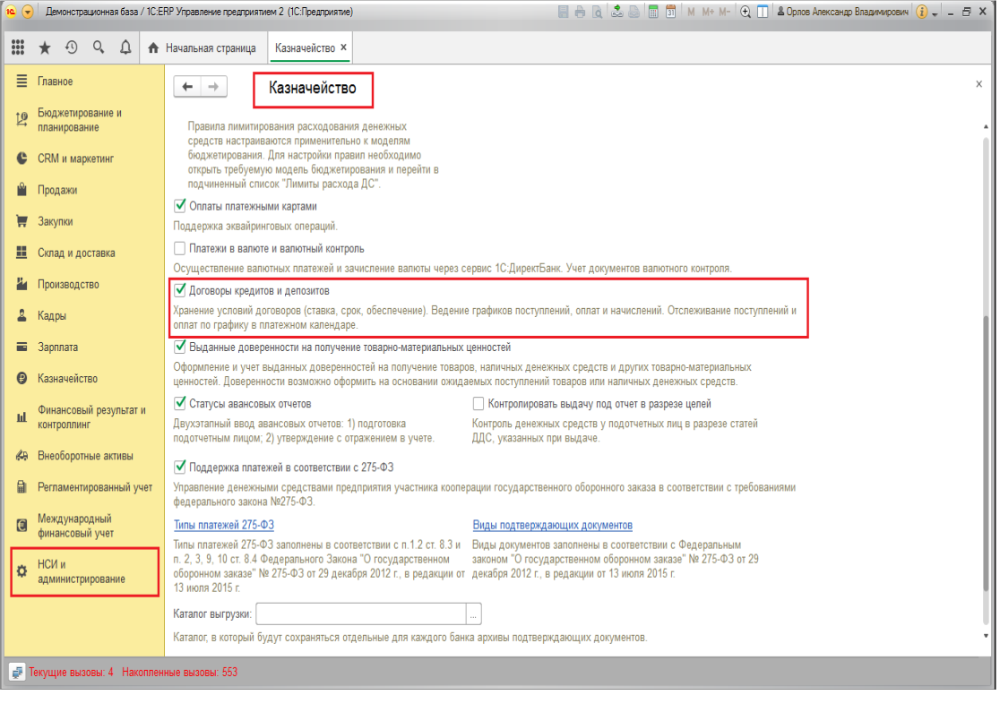 Демонстрационная база / 1С:ERP Управление предприятием 2 (1С:Предприятие)
M M+ M- Орлов Александр Владимирович
Начальная страница Казначейство ×
Главное
Бюджетирование и
планирование
CRM и маркетинг
Продажи
Закупки
Склад и доставка
Производство
Кадры
Зарплата
Казначейство
Финансовый результат и
контроллинг
Внеоборотные активы
Регламентированный учет
Международный
финансовый учет
НСИ и
администрирование
Казначейство
Правила лимитирования расходования денежных
средств настраиваются применительно к моделям
бюджетирования. Для настройки правил необходимо
открыть требуемую модель бюджетирования и перейти в
подчиненный список "Лимиты расхода ДС".
Оплаты платежными картами
Поддержка эквайринговых операций.
Платежи в валюте и валютный контроль
Осуществление валютных платежей и зачисление валюты через сервис 1С:ДиректБанк. Учет документов валютного контроля.
Договоры кредитов и депозитов
Хранение условий договоров (ставка, срок, обеспечение). Ведение графиков поступлений, оплат и начислений. Отслеживание поступлений и
оплат по графику в платежном календаре.
Выданные доверенности на получение товарно-материальных ценностей
Оформление и учет выданных доверенностей на получение товаров, наличных денежных средств и других товарно-материальных
ценностей. Доверенности возможно оформить на основании ожидаемых поступлений товаров или наличных денежных средств.
Статусы авансовых отчетов
Двухэтапный ввод авансовых отчетов: 1) подготовка
подотчетным лицом; 2) утверждение с отражением в учете.
Контролировать выдачу под отчет в разрезе целей
Контроль денежных средств у подотчетных лиц в разрезе статей
ДДС, указанных при выдаче.
Поддержка платежей в соответствии с 275-ФЗ
Управление денежными средствами предприятия участника кооперации государственного оборонного заказа в соответствии с требованиями
федерального закона №275-ФЗ.
Типы платежей 275-ФЗ
Типы платежей 275-ФЗ заполнены в соответствии с п.1.2 ст. 8.3 и
п. 2, 3, 9, 10 ст. 8.4 Федерального Закона "О государственном
оборонном заказе" № 275-ФЗ от 29 декабря 2012 г., в редакции от
13 июля 2015 г.
Виды подтверждающих документов
Виды документов заполнены в соответствии с Федеральным
законом "О государственном оборонном заказе" № 275-ФЗ от 29
декабря 2012 г., в редакции от 13 июля 2015 г.
Каталог выгрузки: ...
Каталог, в который будут сохраняться отдельные для каждого банка архивы подтверждающих документов.
Текущие вызовы: 4 Накопленные вызовы: 553